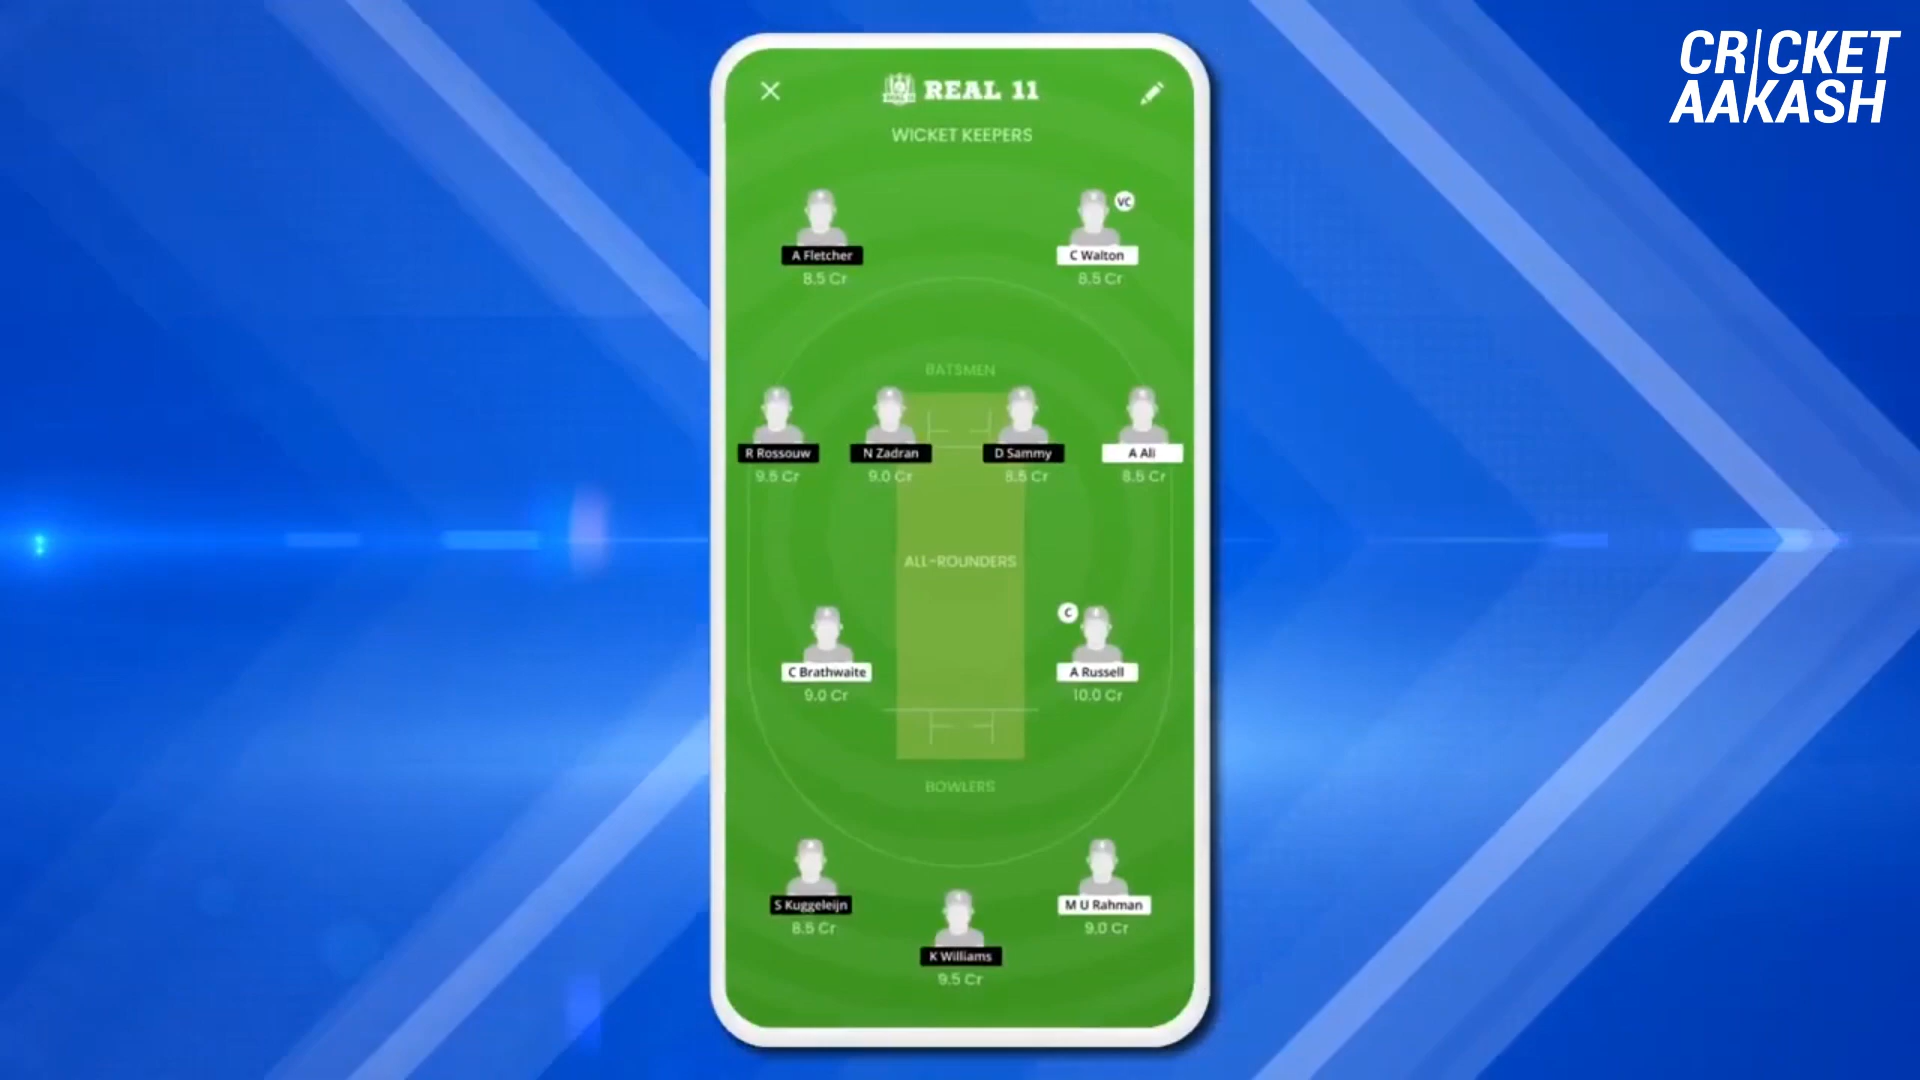 CRICKET
AAKASH
REAL 11
WICKET KEEPERS
VC
A Fletcher
C Walton
8.5 Cr
8.5 Cr
BATSMEN
R Rossouw
N Zadran
D Sammy
A Ali
9.5 Cr
9.0 Cr
8.5 Cr
8.5 Cr
ALL-ROUNDERS
C
C Brathwaite
A Russell
9.0 Cr
10.0 Cr
BOWLERS
S Kuggeleijn
M U Rahman
8.5 Cr
9.0 Cr
K Williams
9.5 Cr